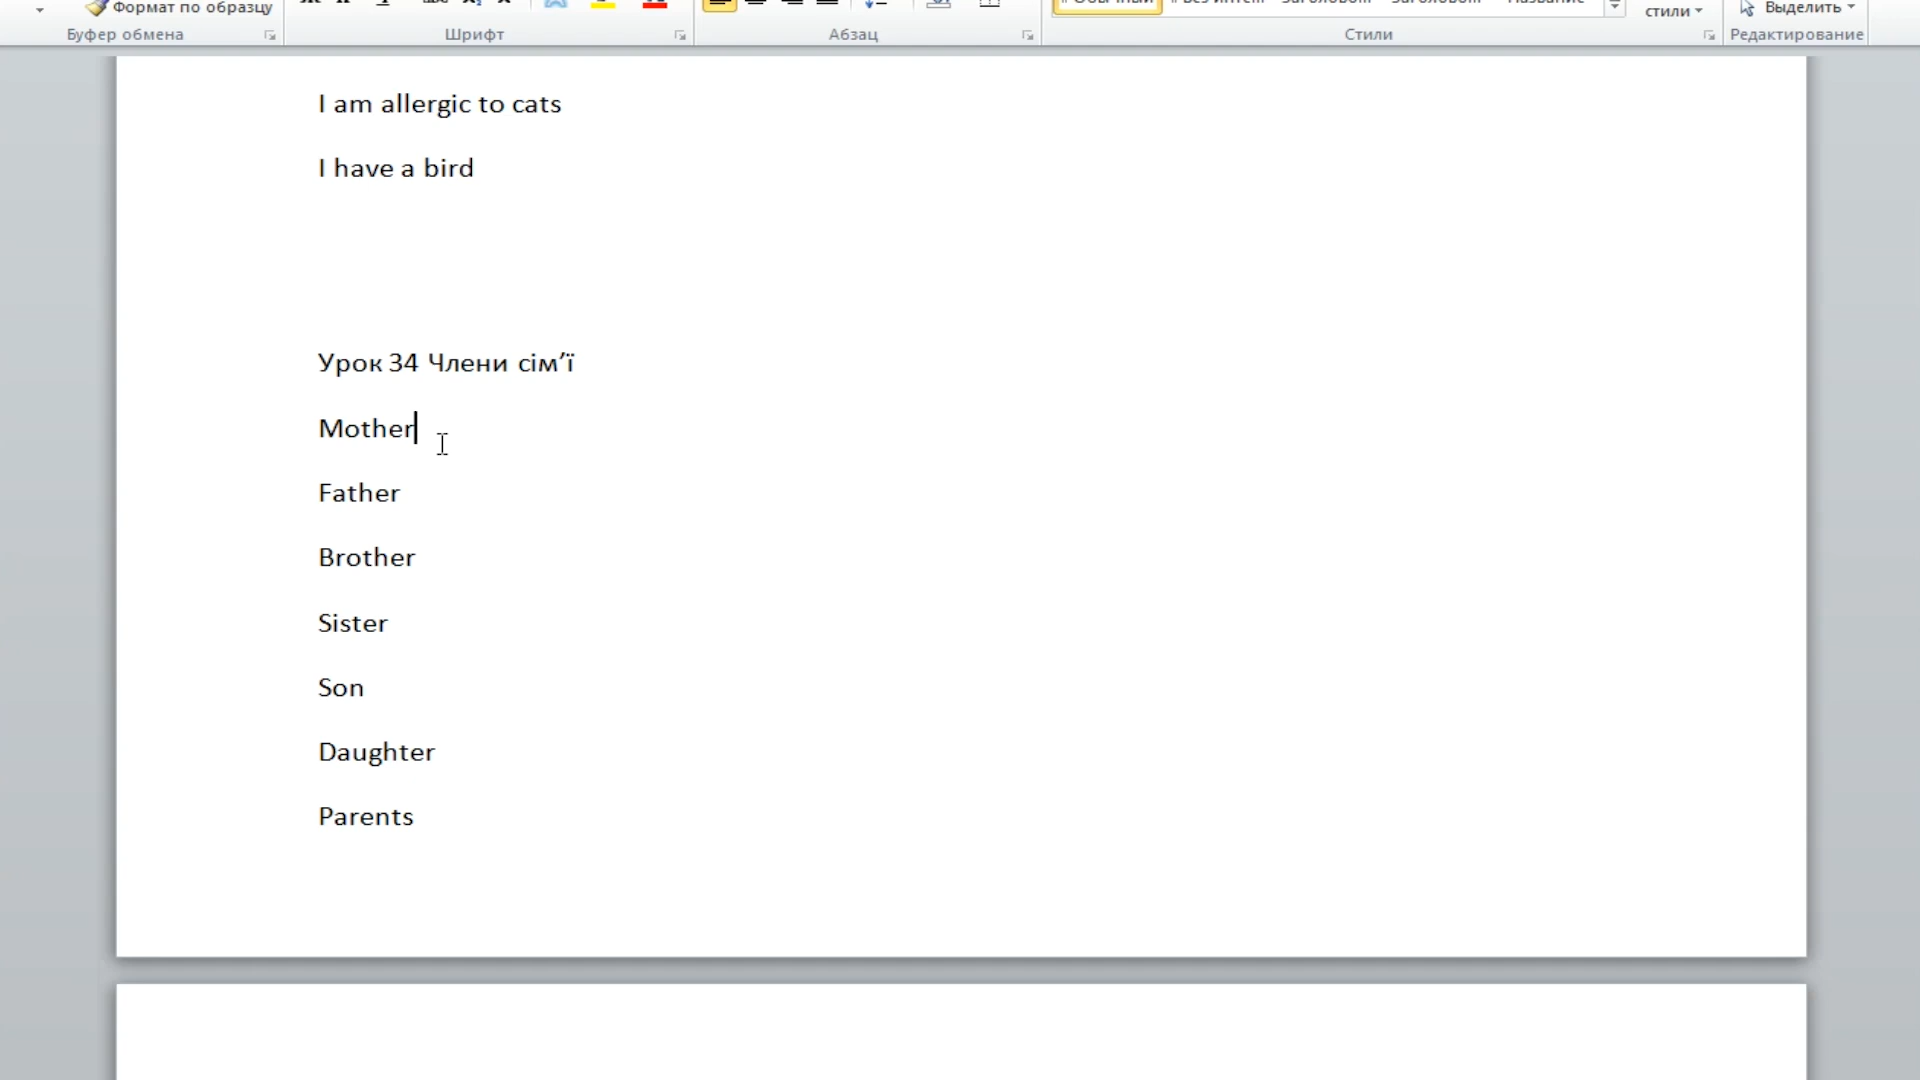 Формат по образцу
стили
Выделить
Буфер обмена
Шрифт
Абзац
Стили
Редактирование
I am allergic to cats
I have a bird
Урок 34 Члени сім’ї
Mother
Father
Brother
Sister
Son
Daughter
Parents